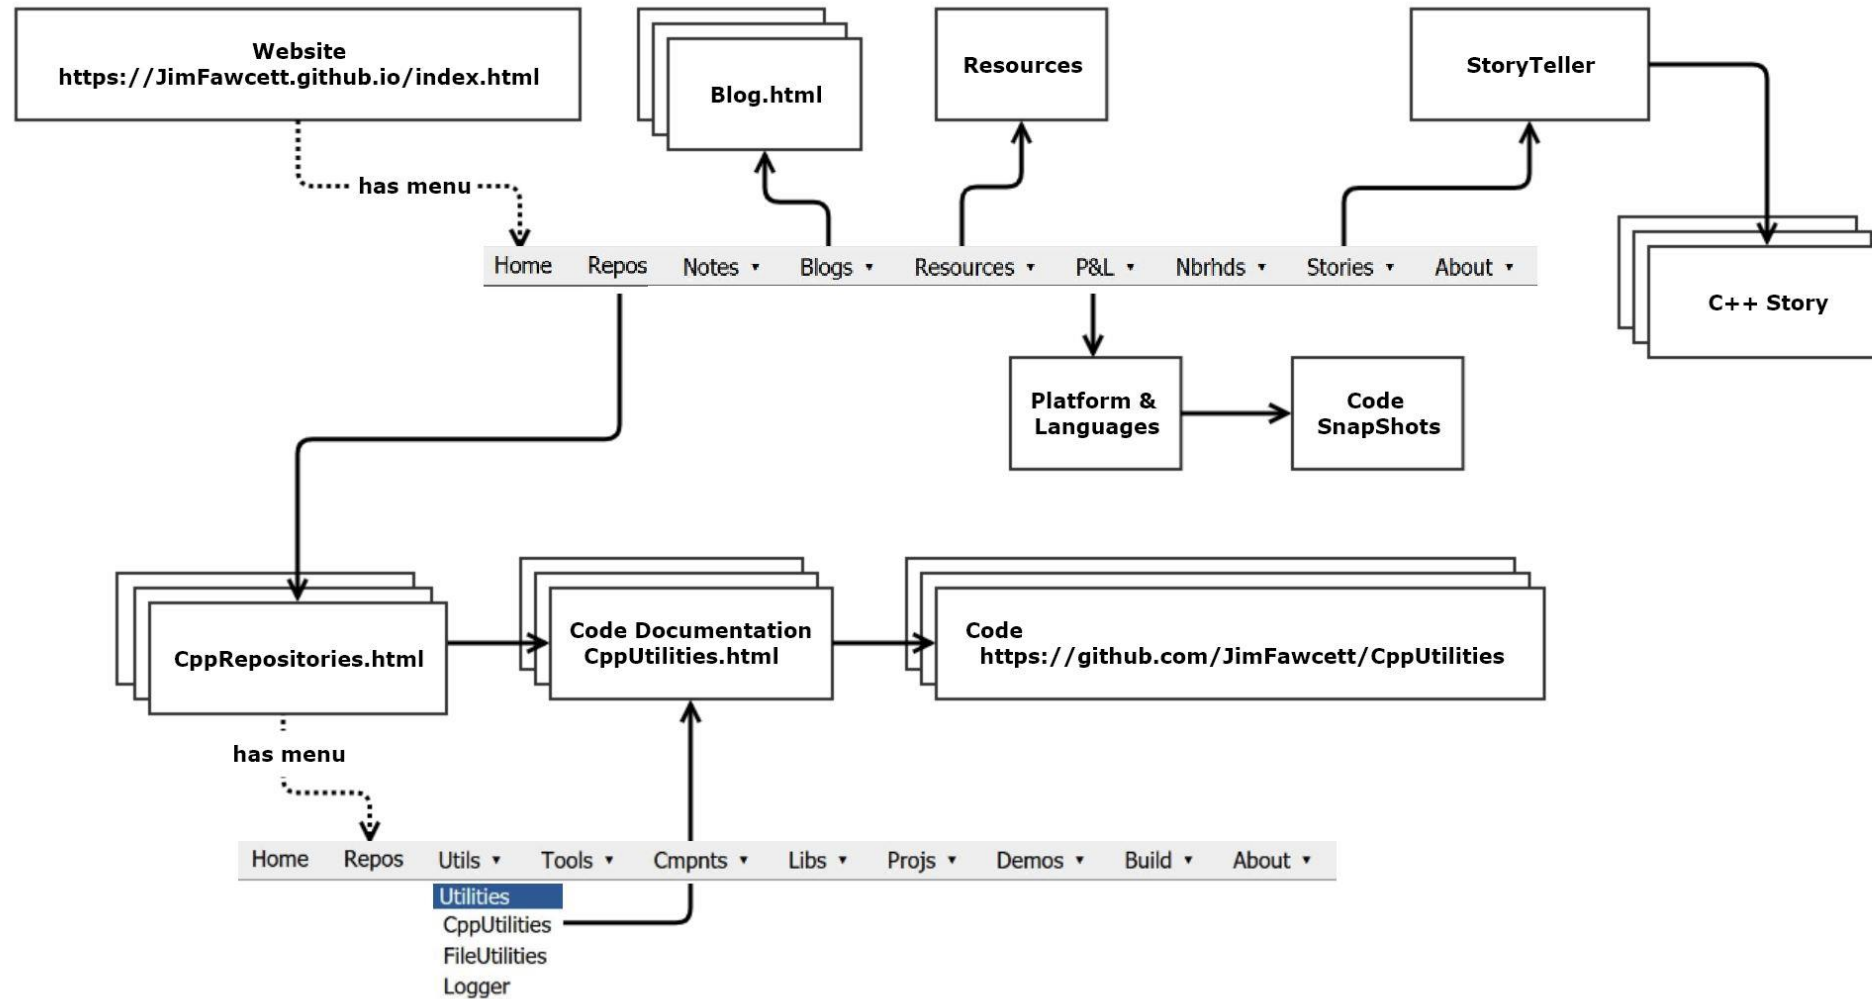 Website
https://JimFawcett.github.io/index.html
Blog.html
Resources
StoryTeller
has menu
Home Repos Notes ▾ Blogs ▾ Resources ▾ P&L ▾ Nbrhds ▾ Stories ▾ About ▾
C++ Story
Platform &
Languages
Code
SnapShots
CppRepositories.html
Code Documentation
CppUtilities.html
Code
https://github.com/JimFawcett/CppUtilities
has menu
Home Repos Utils ▾ Tools ▾ Cmpnts ▾ Libs ▾ Projs ▾ Demos ▾ Build ▾ About ▾
Utilities
CppUtilities
FileUtilities
Logger